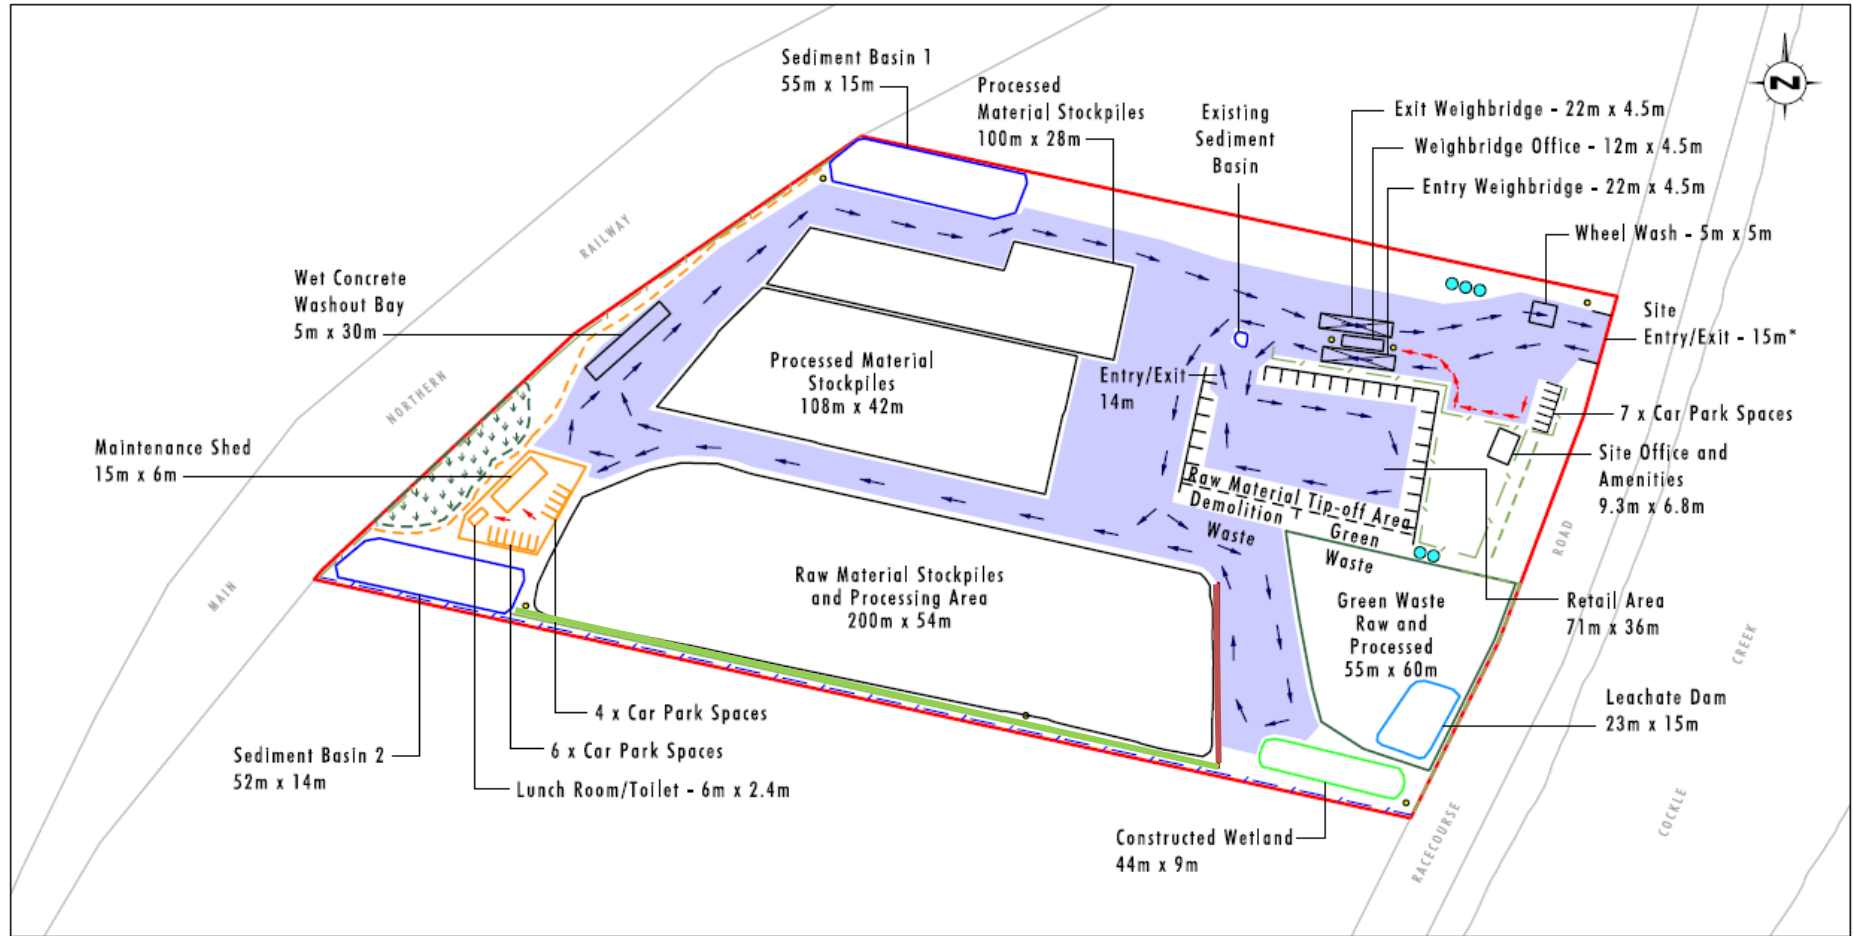 Sediment Basin 1
55m x 15m
Processed
Material Stockpiles
100m x 28m
Existing
Sediment
Basin
Exit Weighbridge - 22m x 4.5m
Weighbridge Office - 12m x 4.5m
Entry Weighbridge - 22m x 4.5m
N
Wheel Wash - 5m x 5m
Site
Entry/Exit - 15m*
RAILWAY
Wet Concrete
Washout Bay
5m x 30m
NORTHERN
Processed Material
Stockpiles
108m x 42m
Entry/Exit
14m
7 x Car Park Spaces
Maintenance Shed
15m x 6m
Site Office and
Amenities
9.3m x 6.8m
Raw Material Tip-off Area
Demolition
Waste
Green
Waste
ROAD
MAIN
Raw Material Stockpiles
and Processing Area
200m x 54m
Green Waste
Raw and
Processed
55m x 60m
Retail Area
71m x 36m
CREEK
Leachate Dam
23m x 15m
4 x Car Park Spaces
6 x Car Park Spaces
Lunch Room/Toilet - 6m x 2.4m
Sediment Basin 2
52m x 14m
Constructed Wetland
44m x 9m
RACECOURSE
COCKLE